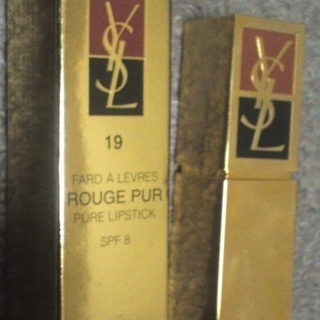 YSL
19
FARD À LÈVRES
ROUGE PUR
PURE LIPSTICK
SPF 8
YSL